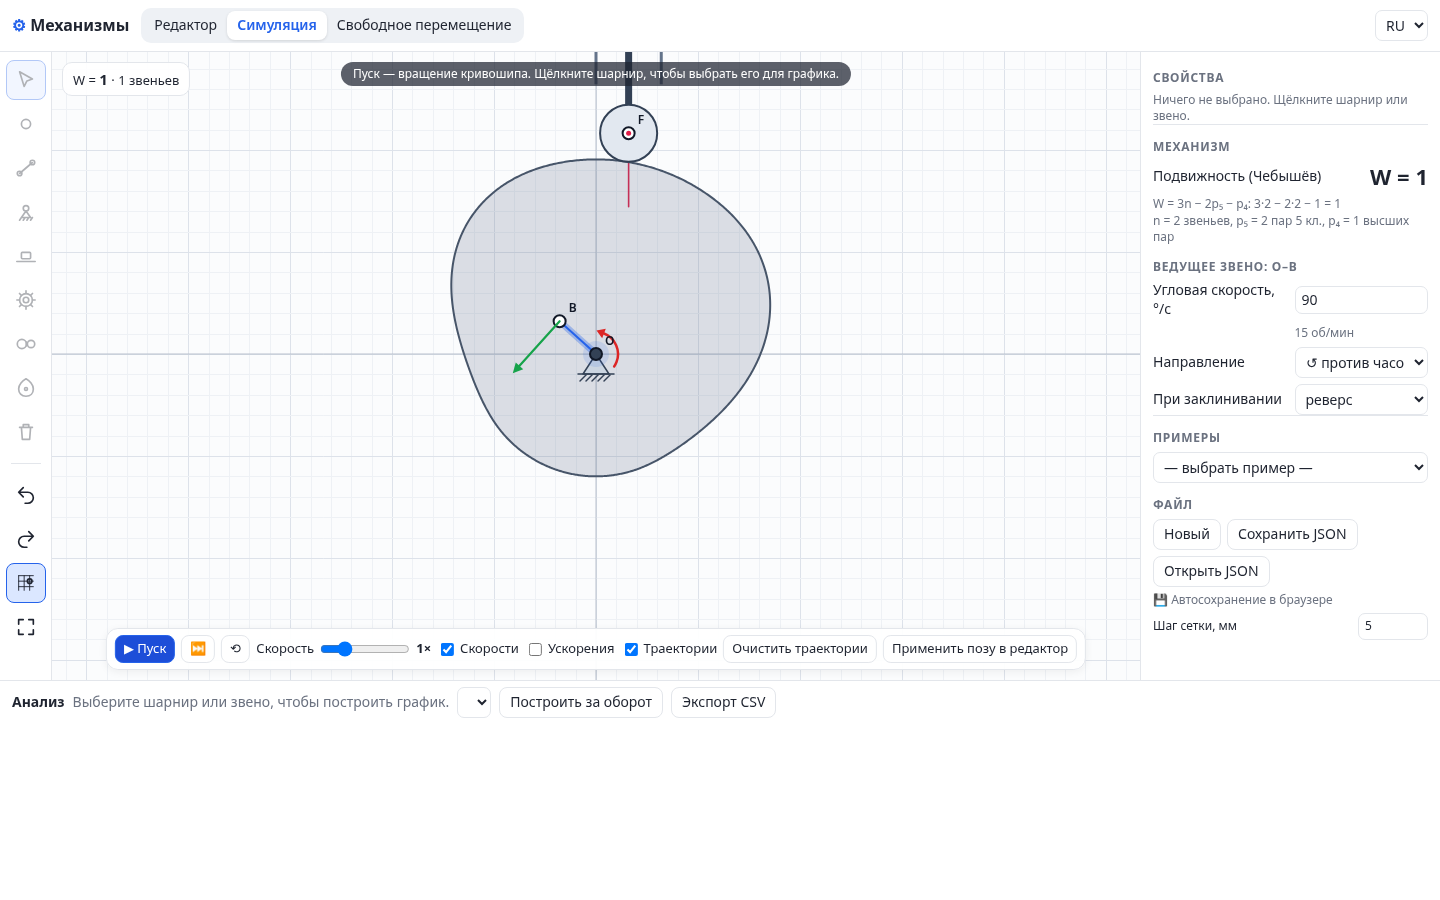 ⚙ Механизмы
Редактор
Симуляция
Свободное перемещение
RU
W = 1 · 1 звеньев
Пуск — вращение кривошипа. Щёлкните шарнир, чтобы выбрать его для графика.
F
B
O
СВОЙСТВА
Ничего не выбрано. Щёлкните шарнир или
звено.
МЕХАНИЗМ
Подвижность (Чебышёв) W = 1
W = 3n − 2p₅ − p₄: 3·2 − 2·2 − 1 = 1
n = 2 звеньев, p₅ = 2 пар 5 кл., p₄ = 1 высших
пар
ВЕДУЩЕЕ ЗВЕНО: O–B
Угловая скорость,
°/с
90
15 об/мин
Направление ↺ против часо
При заклинивании реверс
ПРИМЕРЫ
— выбрать пример —
ФАЙЛ
Новый Сохранить JSON
Открыть JSON
💾 Автосохранение в браузере
Шаг сетки, мм 5
▶ Пуск ⏩ ⟲ Скорость 1× Скорости Ускорения Траектории Очистить траектории Применить позу в редактор
Анализ Выберите шарнир или звено, чтобы построить график. Построить за оборот Экспорт CSV